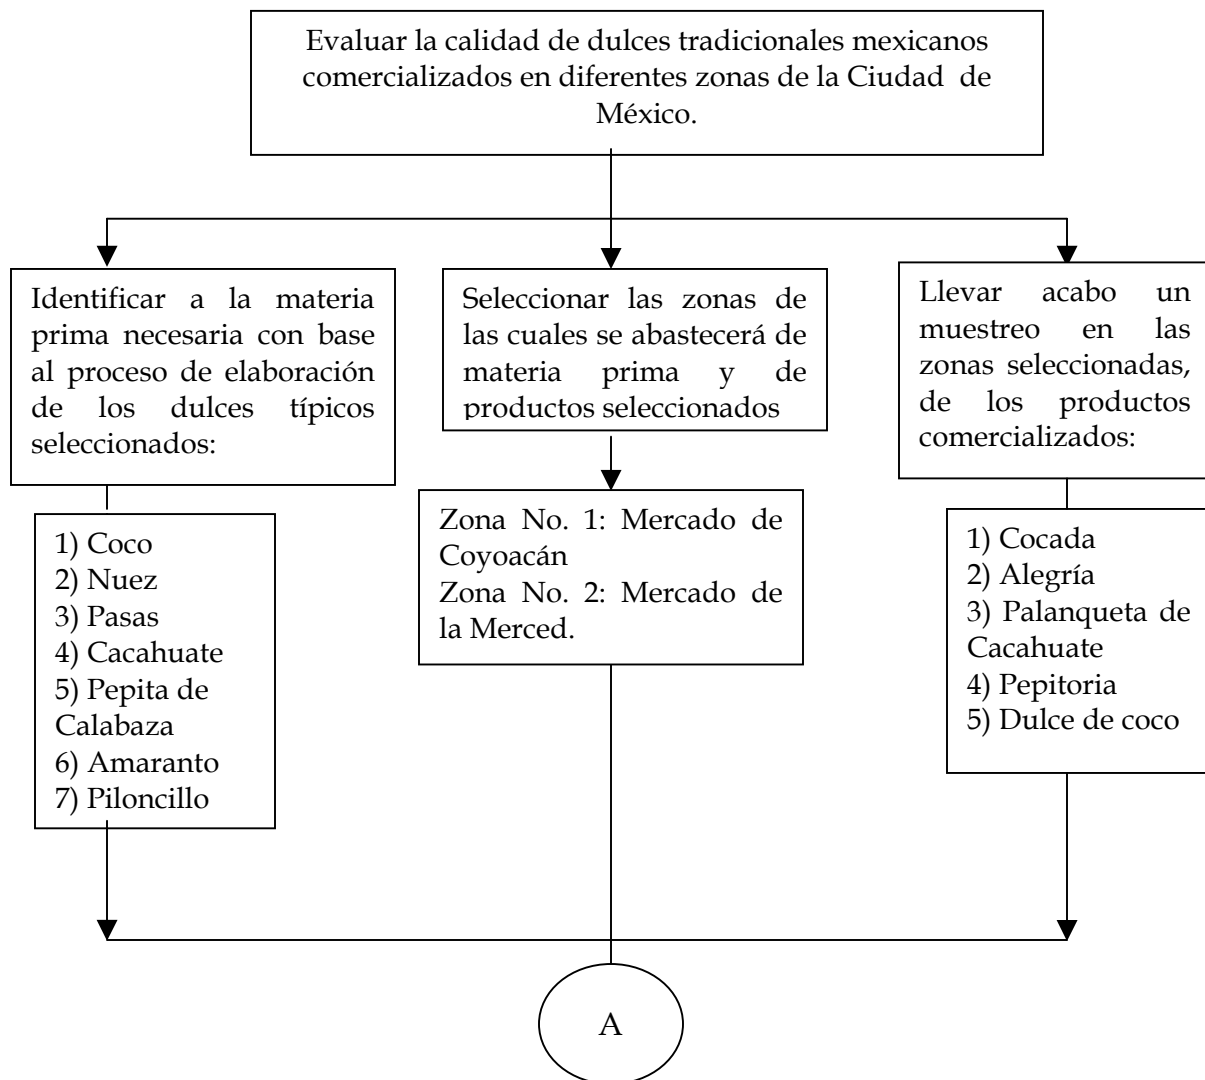 Evaluar la calidad de dulces tradicionales mexicanos
comercializados en diferentes zonas de la Ciudad de
México.
Identificar a la materia
prima necesaria con base
al proceso de elaboración
de los dulces típicos
seleccionados:
1) Coco
2) Nuez
3) Pasas
4) Cacahuate
5) Pepita de
Calabaza
6) Amaranto
7) Piloncillo
Seleccionar las zonas de
las cuales se abastecerá de
materia prima y de
productos seleccionados
Zona No. 1: Mercado de
Coyoacán
Zona No. 2: Mercado de
la Merced.
Llevar acabo un
muestreo en las
zonas seleccionadas,
de los productos
comercializados:
1) Cocada
2) Alegría
3) Palanqueta de
Cacahuate
4) Pepitoria
5) Dulce de coco
A